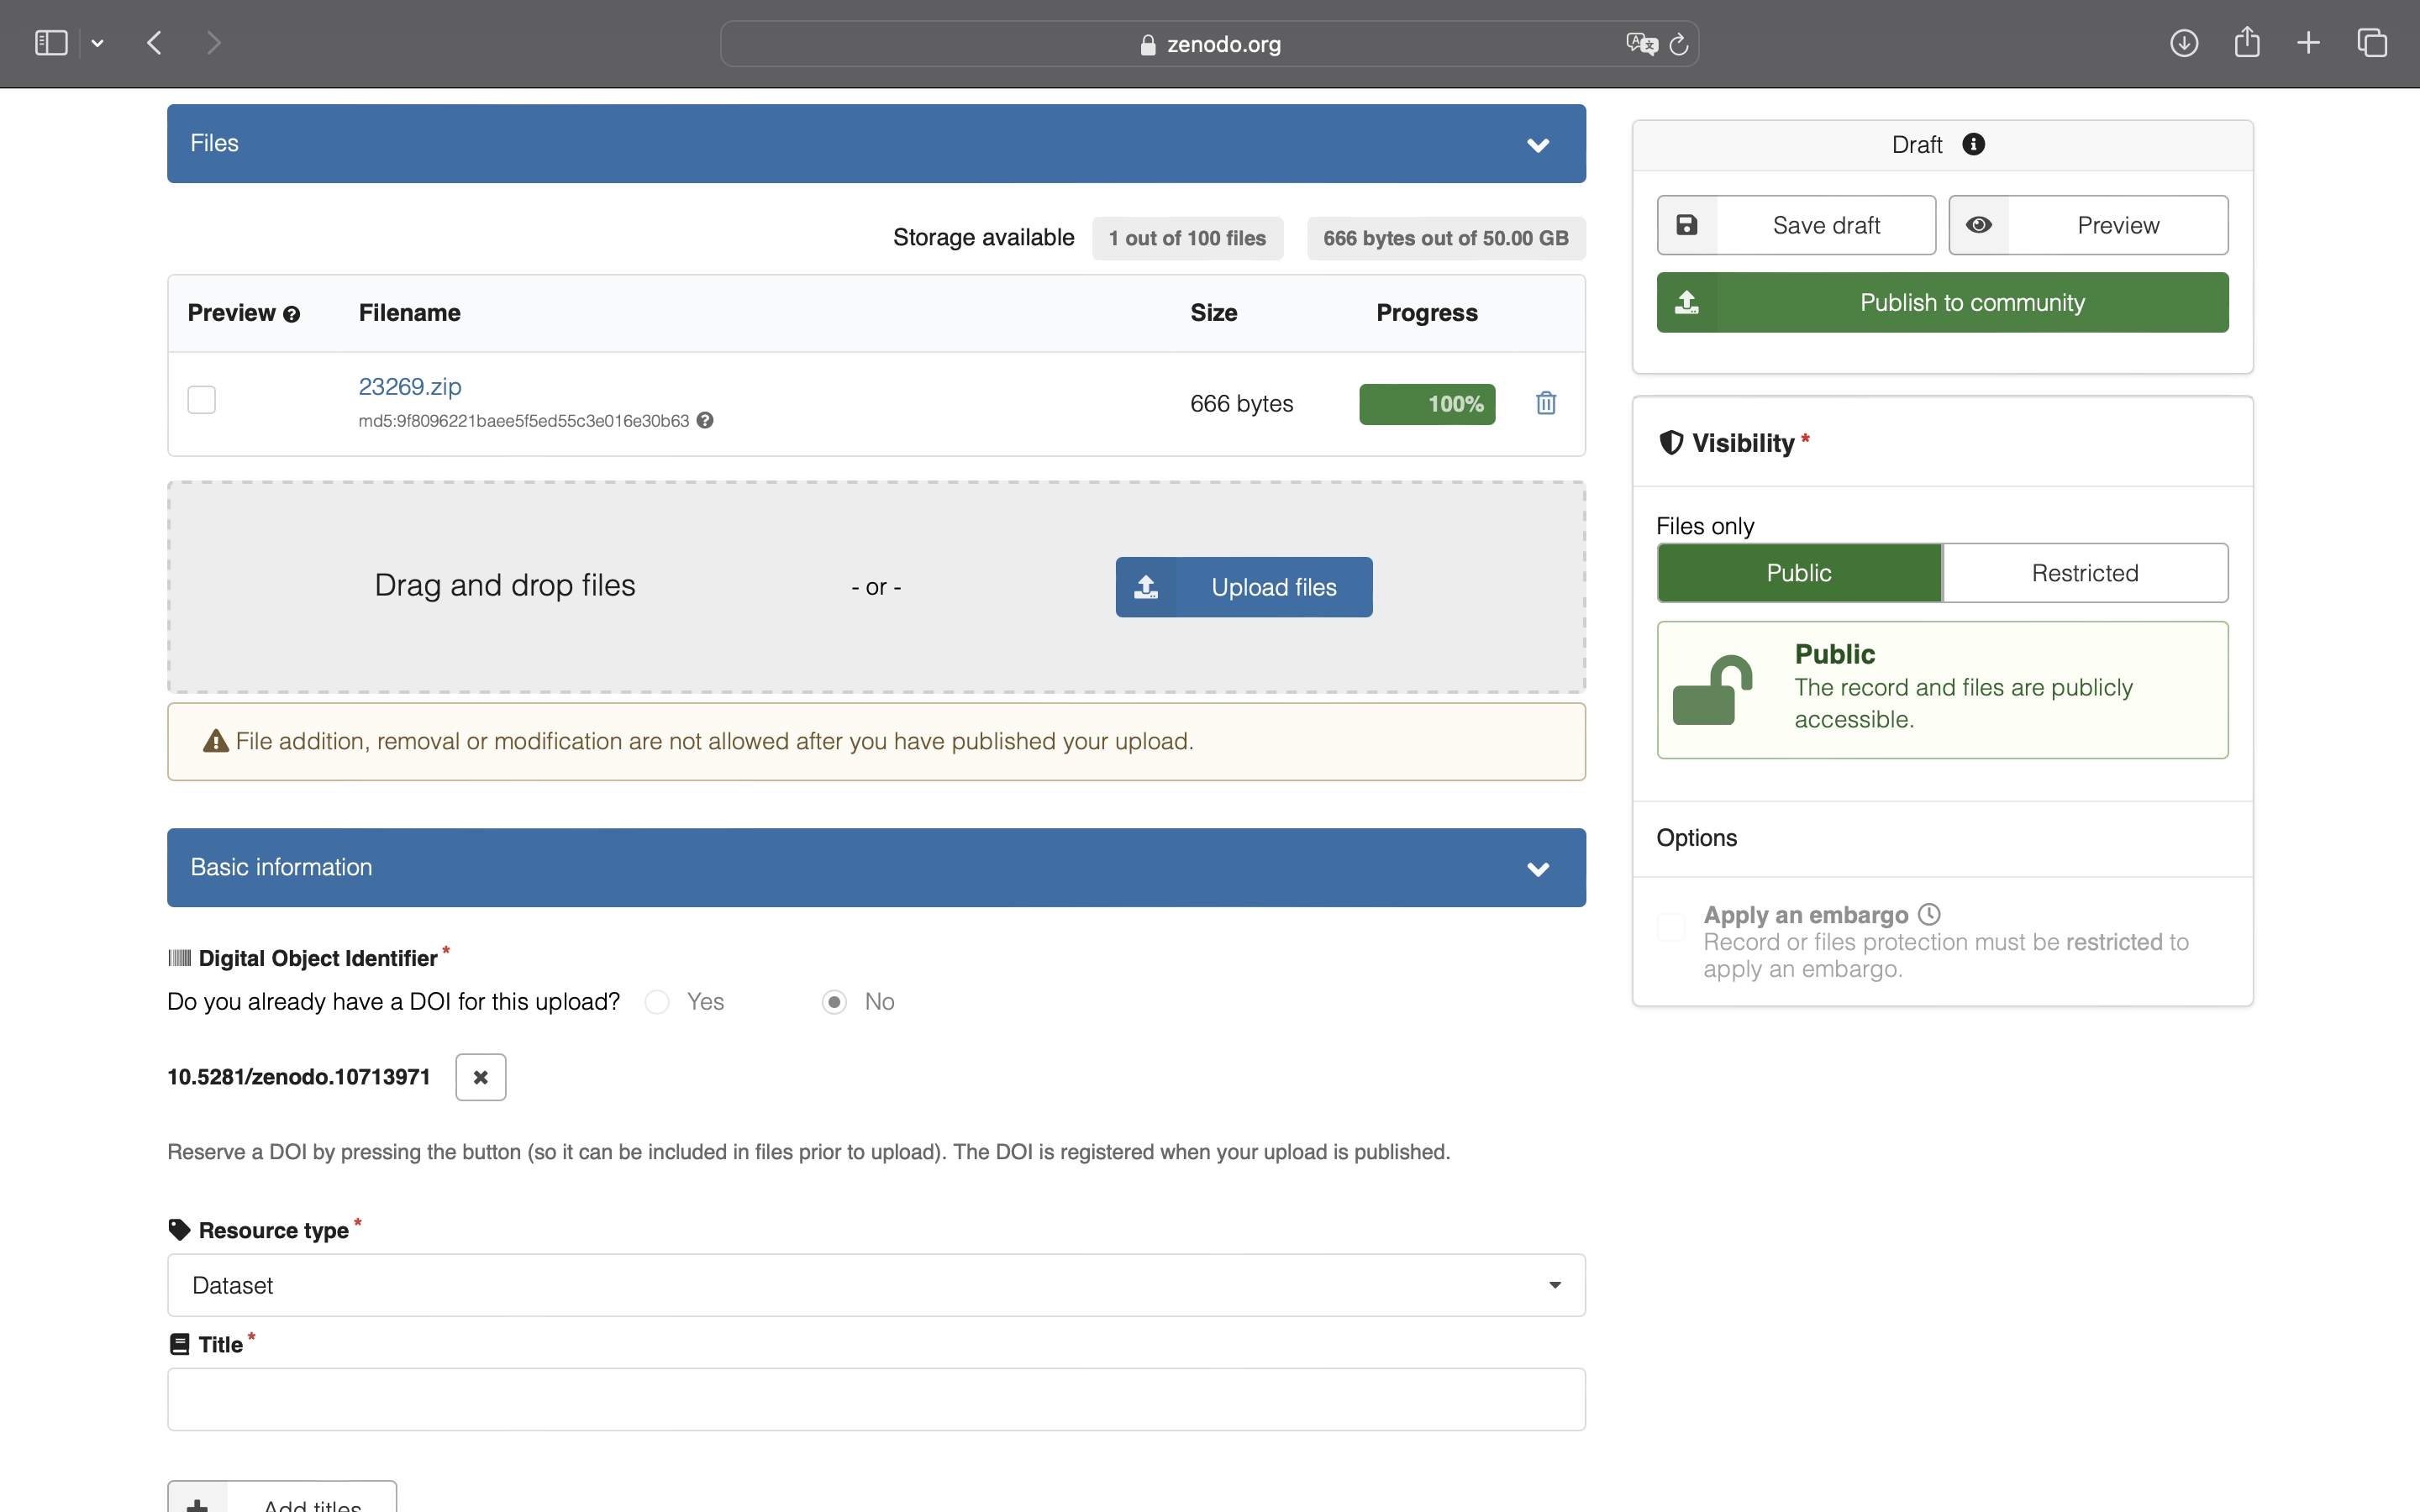 zenodo.org
Files
Storage available 1 out of 100 files 666 bytes out of 50.00 GB
Preview Filename Size Progress
23269.zip
md5:9f8096221baee5f5ed55c3e016e30b63
666 bytes 100%
Drag and drop files - or - Upload files
File addition, removal or modification are not allowed after you have published your upload.
Basic information
Digital Object Identifier *
Do you already have a DOI for this upload? Yes No
10.5281/zenodo.10713971
Reserve a DOI by pressing the button (so it can be included in files prior to upload). The DOI is registered when your upload is published.
Resource type *
Dataset
Title *
Add titles
Draft
Save draft Preview
Publish to community
Visibility *
Files only
Public Restricted
Public
The record and files are publicly
accessible.
Options
Apply an embargo
Record or files protection must be restricted to
apply an embargo.